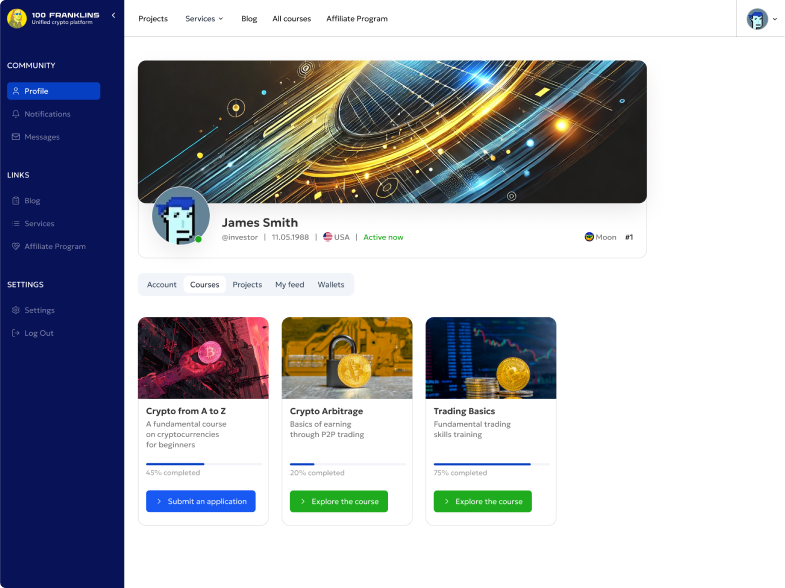 100 FRANKLINS
Unified crypto platform
Projects
Services
Blog
All courses
Affiliate Program
COMMUNITY
Profile
Notifications
Messages
LINKS
Blog
Services
Affiliate Program
SETTINGS
Settings
Log Out
James Smith
@investor | 11.05.1988 | USA | Active now
Moon #1
Account
Courses
Projects
My feed
Wallets
Crypto from A to Z
A fundamental course
on cryptocurrencies
for beginners
45% completed
Submit an application
Crypto Arbitrage
Basics of earning
through P2P trading
20% completed
Explore the course
Trading Basics
Fundamental trading
skills training
75% completed
Explore the course